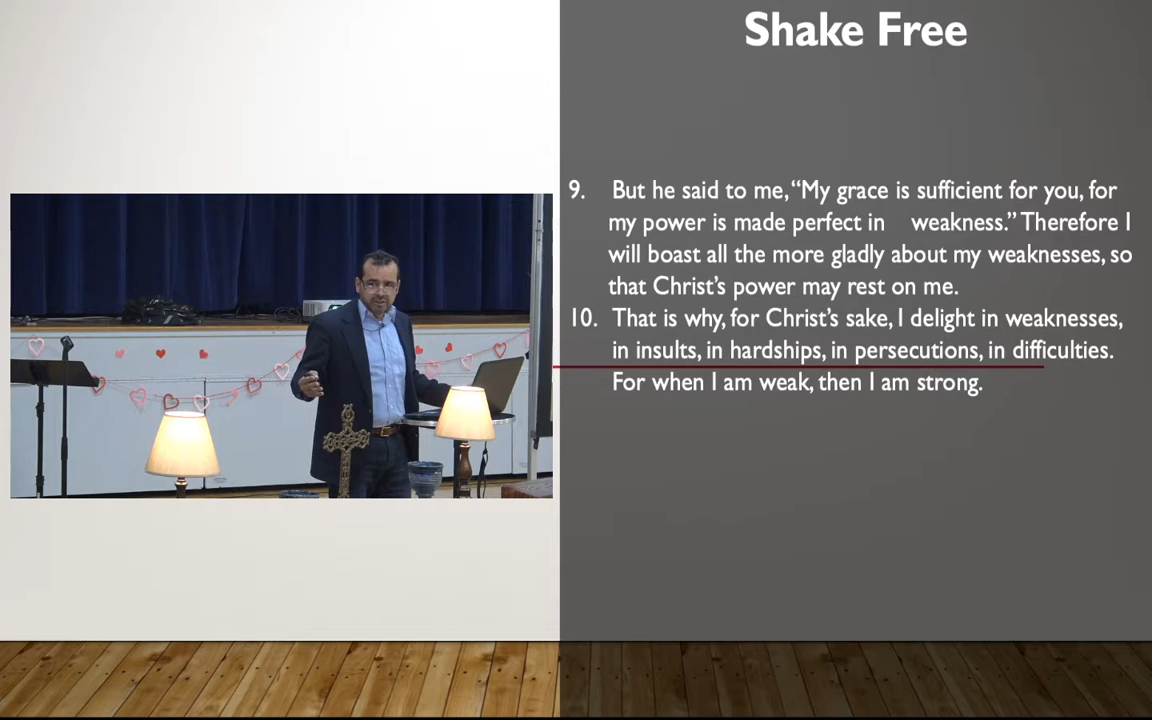 Shake Free
9. But he said to me, “My grace is sufficient for you, for
my power is made perfect in weakness.” Therefore I
will boast all the more gladly about my weaknesses, so
that Christ’s power may rest on me.
10. That is why, for Christ’s sake, I delight in weaknesses,
in insults, in hardships, in persecutions, in difficulties.
For when I am weak, then I am strong.